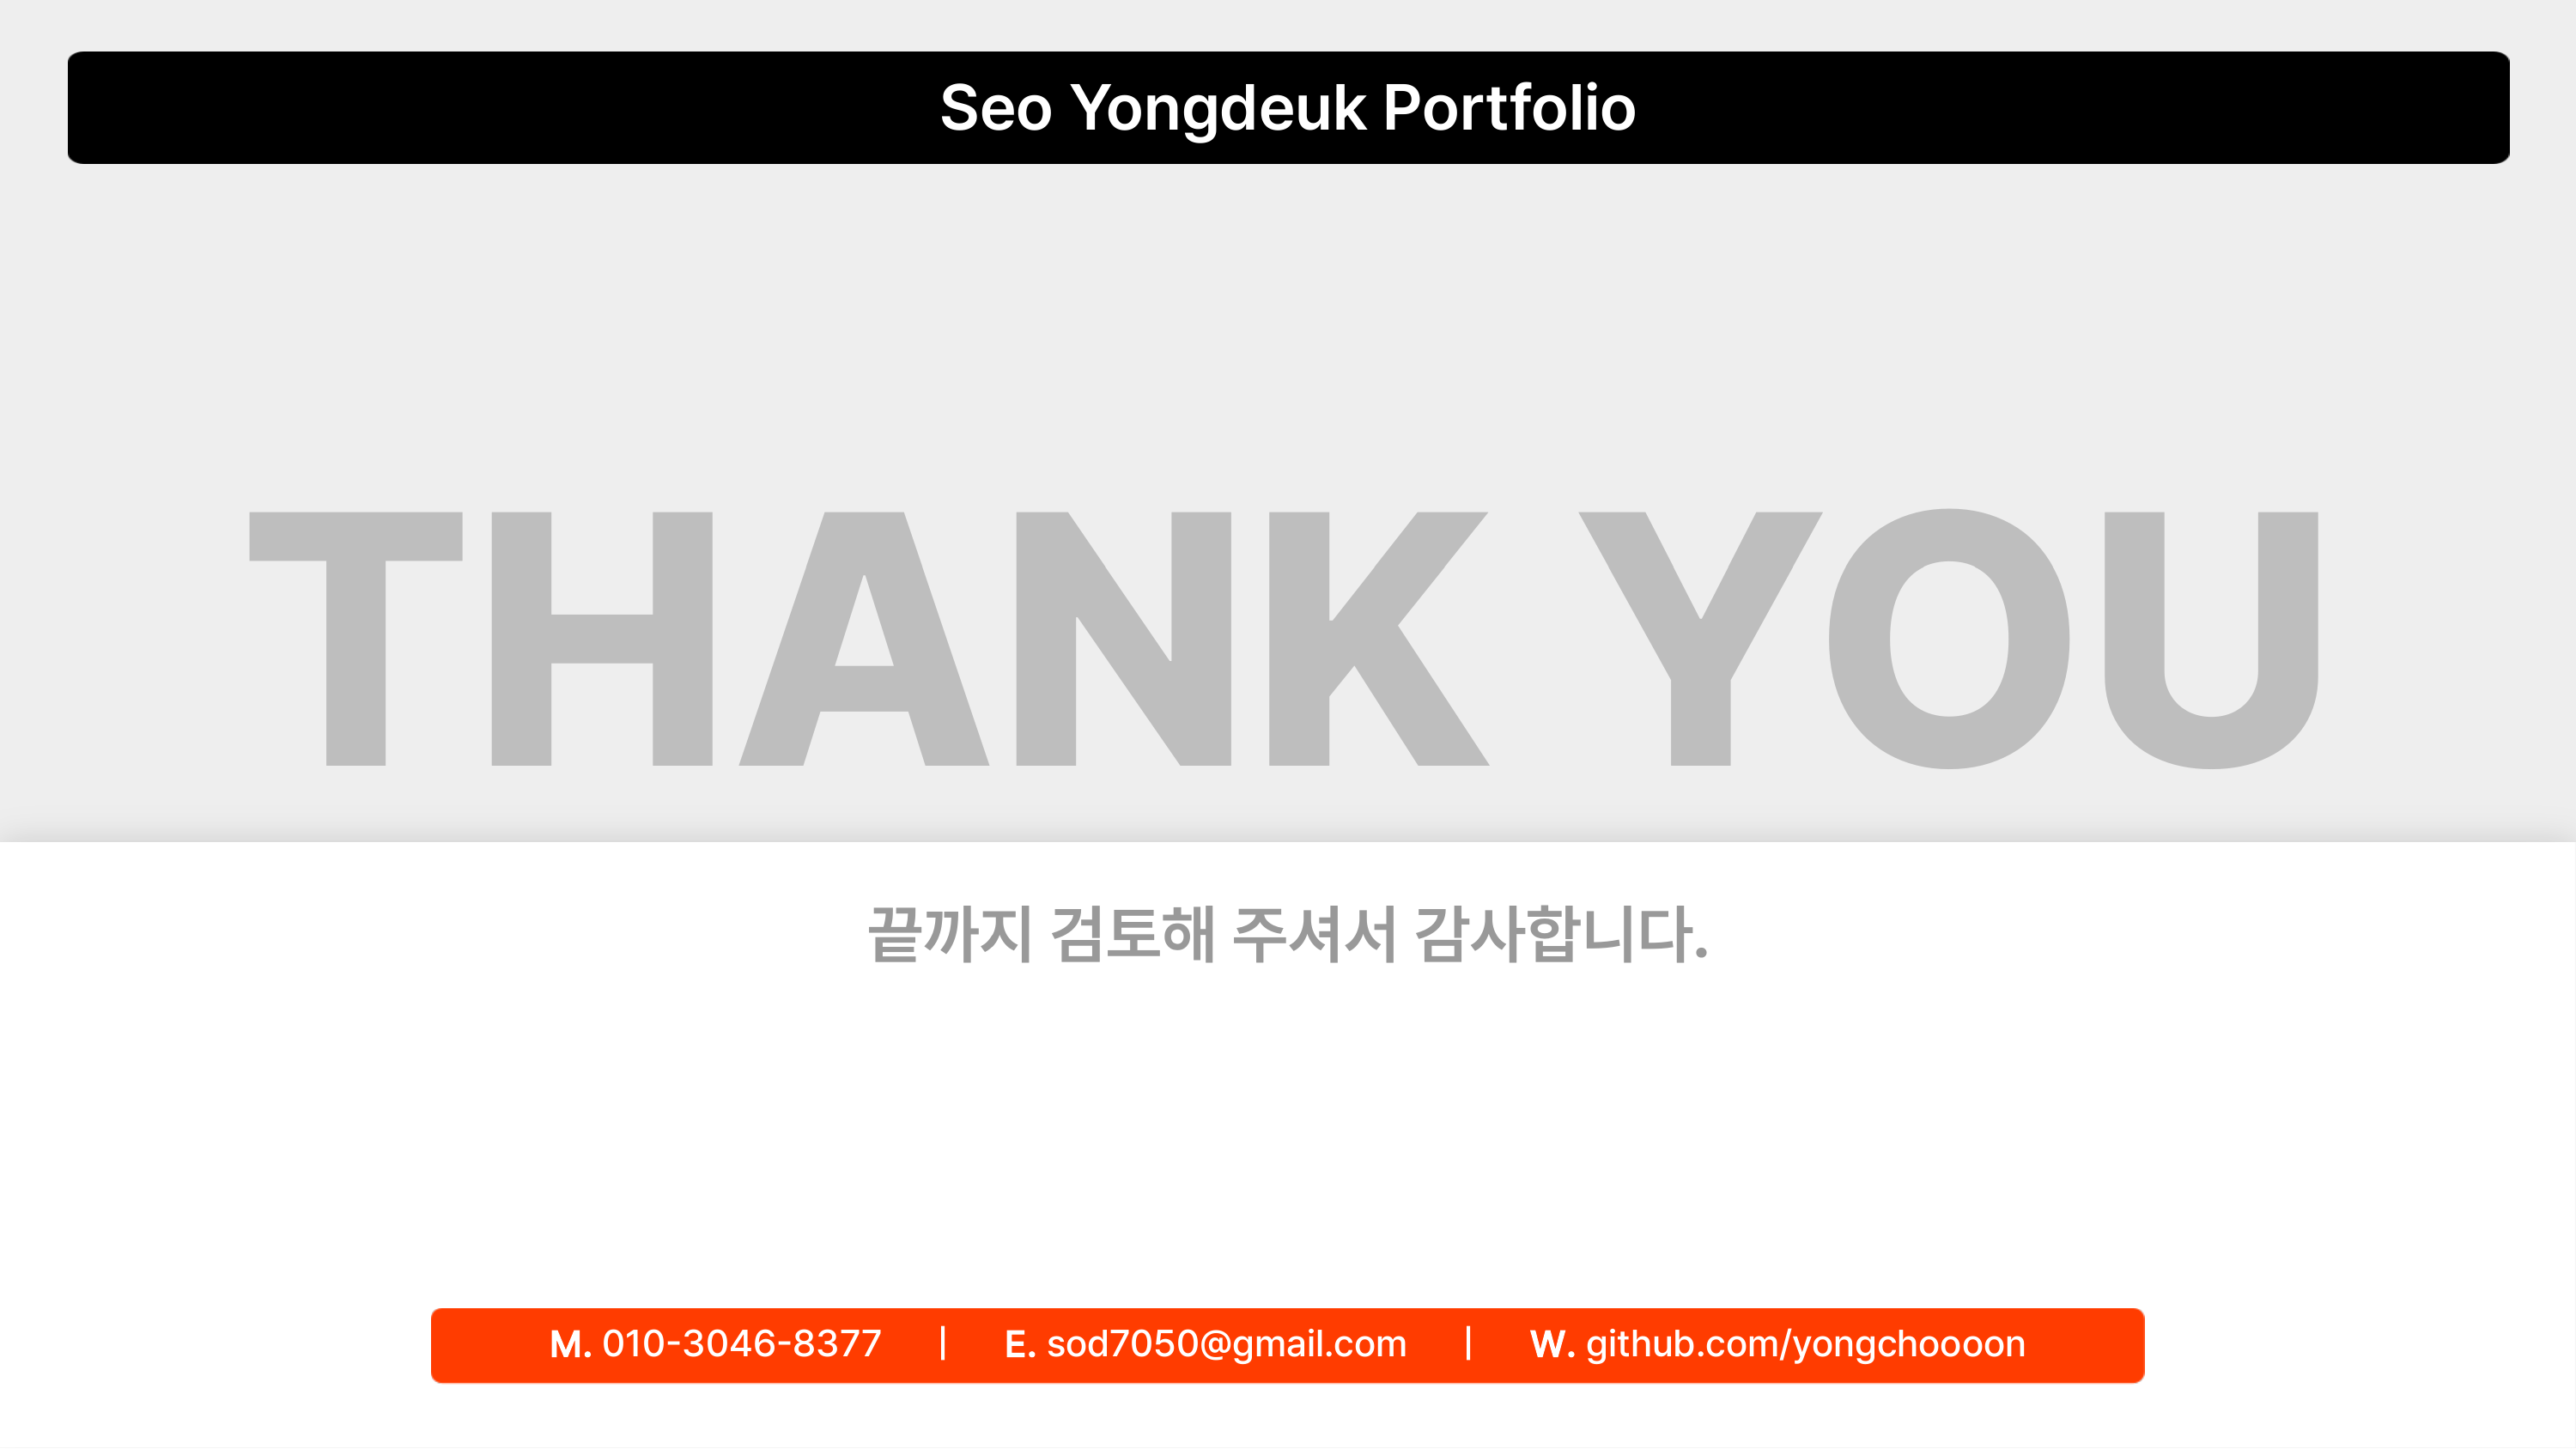 Seo Yongdeuk Portfolio
THANK YOU
끝까지 검토해 주셔서 감사합니다.
M. 010-3046-8377 | E. sod7050@gmail.com | W. github.com/yongchoooon